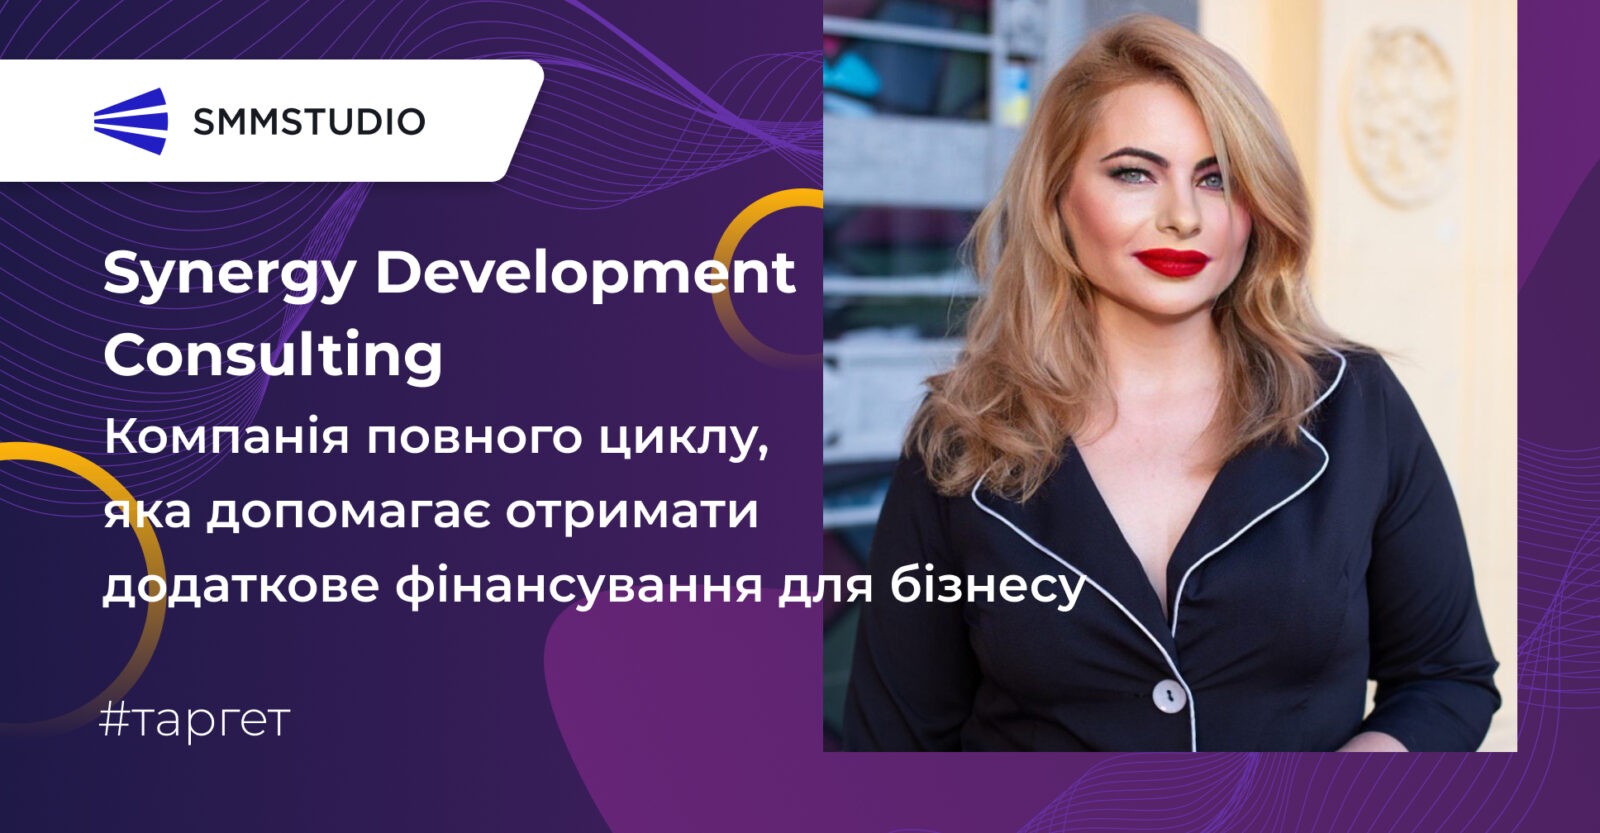 SMMSTUDIO
Synergy Development
Consulting
Компанія повного циклу,
яка допомагає отримати
додаткове фінансування для бізнесу
#таргет